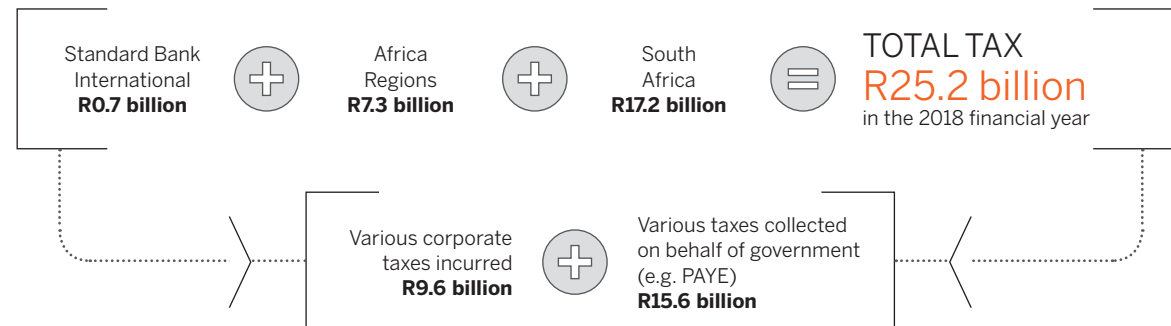 Standard Bank
International
R0.7 billion
Africa
Regions
R7.3 billion
South
Africa
R17.2 billion
TOTAL TAX
R25.2 billion
in the 2018 financial year
Various corporate
taxes incurred
R9.6 billion
Various taxes collected
on behalf of government
(e.g. PAYE)
R15.6 billion